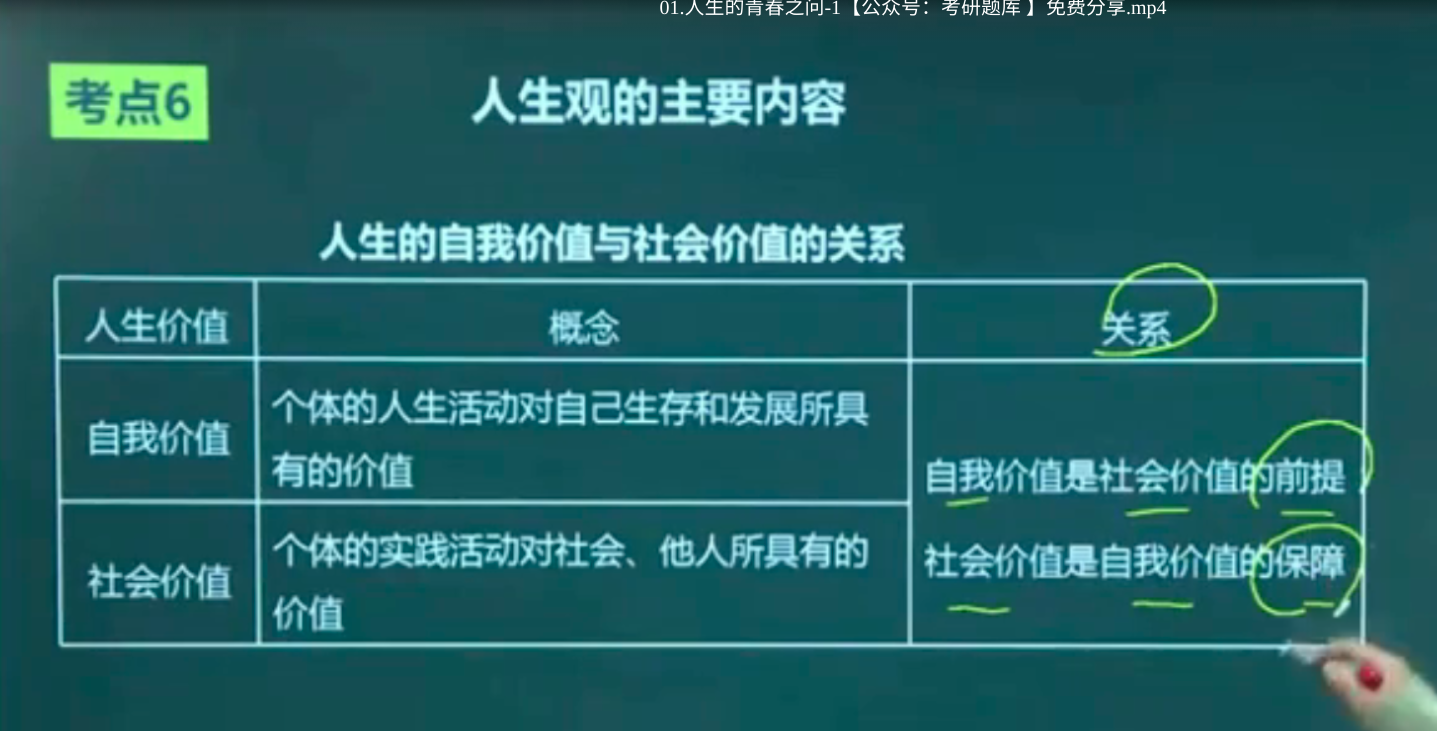 01.人生的青春之问-1【公众号：考研题库 】免费分享.mp4
考点6
人生观的主要内容
人生的自我价值与社会价值的关系
人生价值
概念
关系
自我价值
个体的人生活动对自己生存和发展所具
有的价值
自我价值是社会价值的前提
社会价值是自我价值的保障
社会价值
个体的实践活动对社会、他人所具有的
价值